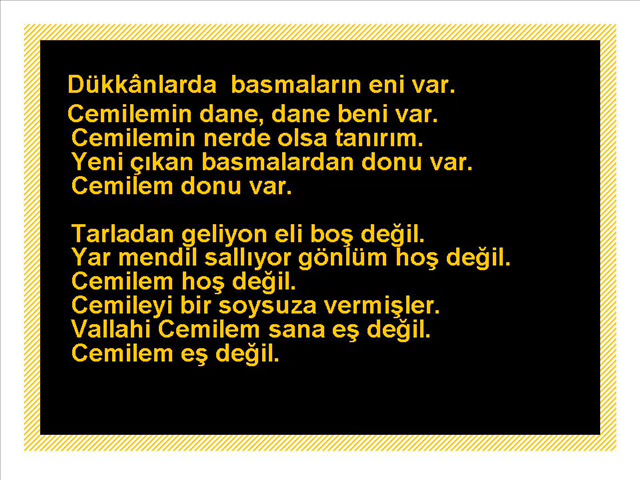 Dükkânlarda  basmaların eni var.
Cemilemin dane, dane beni var.
Cemilemin nerde olsa tanırım.
Yeni çıkan basmalardan donu var.
Cemilem donu var.
Tarladan geliyon eli boş değil.
Yar mendil sallıyor gönlüm hoş değil.
Cemilem hoş değil.
Cemileyi bir soysuza vermişler.
Vallahi Cemilem sana eş değil.
Cemilem eş değil.